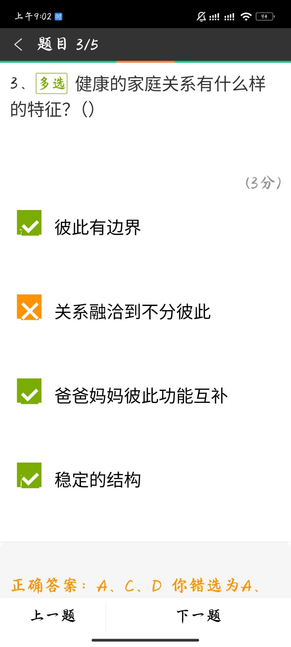 上午9:02
94
题目 3/5
3、多选 健康的家庭关系有什么样
的特征?（）
(3分)
彼此有边界
关系融洽到不分彼此
爸爸妈妈彼此功能互补
稳定的结构
正确答案：A、C、D 你错选为A、
上一题 下一题